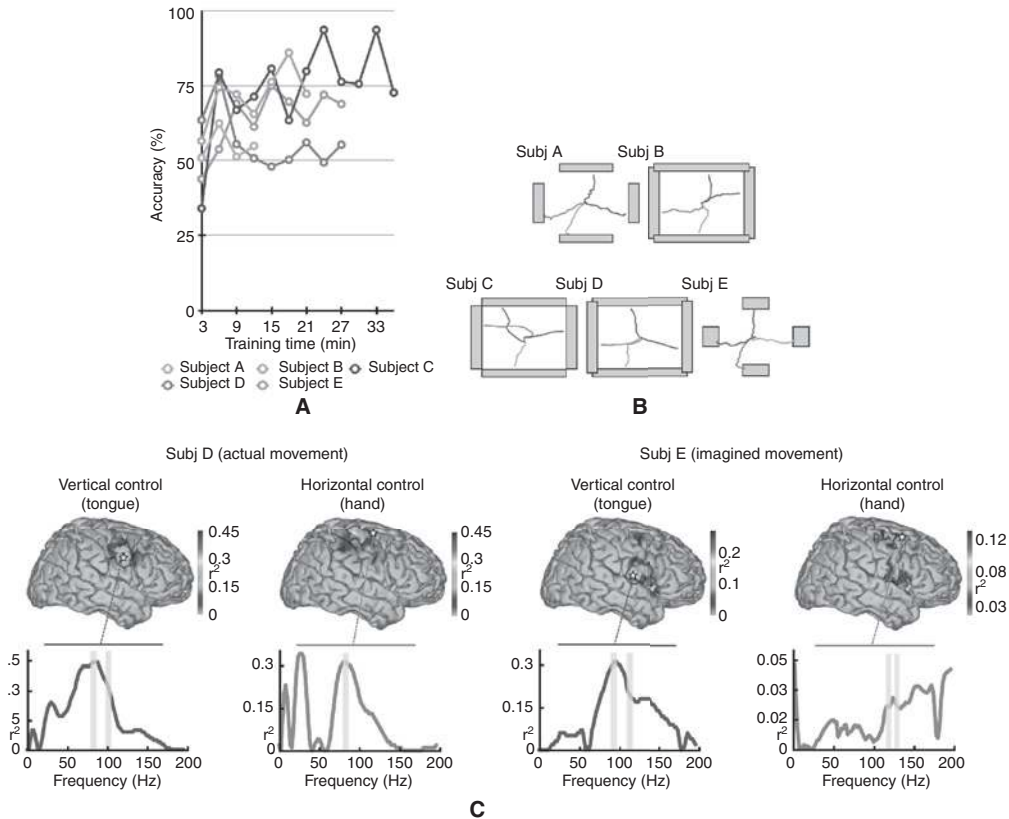 100
75
50
25
0
Accuracy (%)
3 9 15 21 27 33
Training time (min)
Subject A Subject B Subject C
Subject D Subject E
A
Subj A Subj B
Subj C Subj D Subj E
B
Subj D (actual movement) Subj E (imagined movement)
Vertical control
(tongue)
0.45
0.3
r²
0.15
0
.5
.3
5
r²
0
0 50 100 150 200
Frequency (Hz)
Horizontal control
(hand)
0.45
0.3
r²
0.15
0
0.3
0.15
r²
0
0 50 100 150 200
Frequency (Hz)
Vertical control
(tongue)
0.2
r²
0.1
0
0.3
0.15
r²
0
0 50 100 150 200
Frequency (Hz)
Horizontal control
(hand)
0.12
0.08
r²
0.03
0.05
0.03
0.02
r²
0
0 50 100 150 200
Frequency (Hz)
C